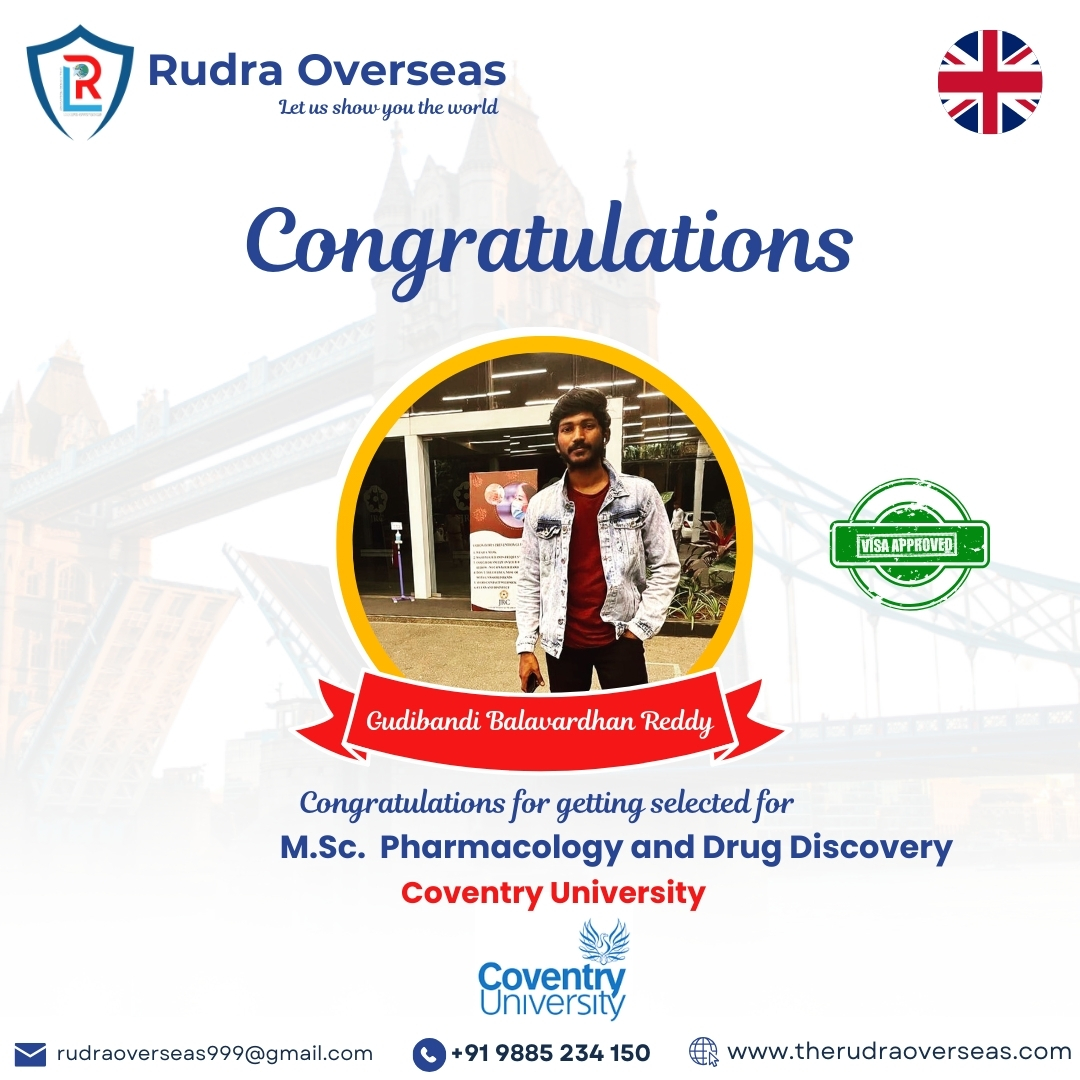 LR
Rudra Overseas
Let us show you the world
Congratulations
JRC
VISA APPROVED
Gudibandi Balavardhan Reddy
Congratulations for getting selected for
M.Sc. Pharmacology and Drug Discovery
Coventry University
Coventry
University
rudraoverseas999@gmail.com
+91 9885 234 150
www.therudraoverseas.com